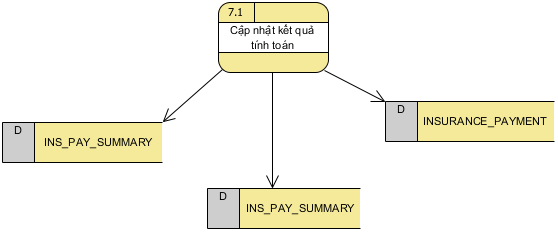 7.1
Cập nhật kết quả
tính toán
D
INSURANCE_PAYMENT
D
INS_PAY_SUMMARY
D
INS_PAY_SUMMARY